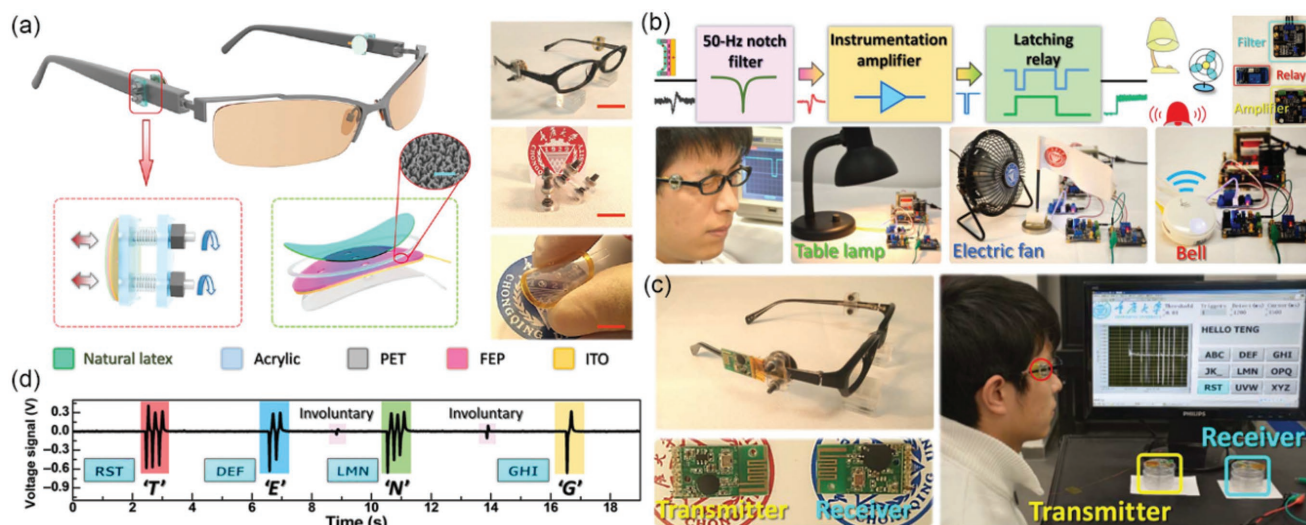 (a)
Natural latex
Acrylic
PET
FEP
ITO
CHONGQING
(b)
50-Hz notch
filter
Instrumentation
amplifier
Latching
relay
Filter
Relay
Amplifier
Table lamp
Electric fan
Bell
(c)
Transmitter
Receiver
HELLO TENG
ABC DEF GHI
JK_ LMN OPQ
RST UVW XYZ
PHILIPS
Receiver
Transmitter
(d)
Voltage signal (V)
0.3
0.0
−0.3
−0.6
−0.9
Involuntary
Involuntary
RST
DEF
LMN
GHI
‘T’
‘E’
‘N’
‘G’
0 2 4 6 8 10 12 14 16 18
Time (s)